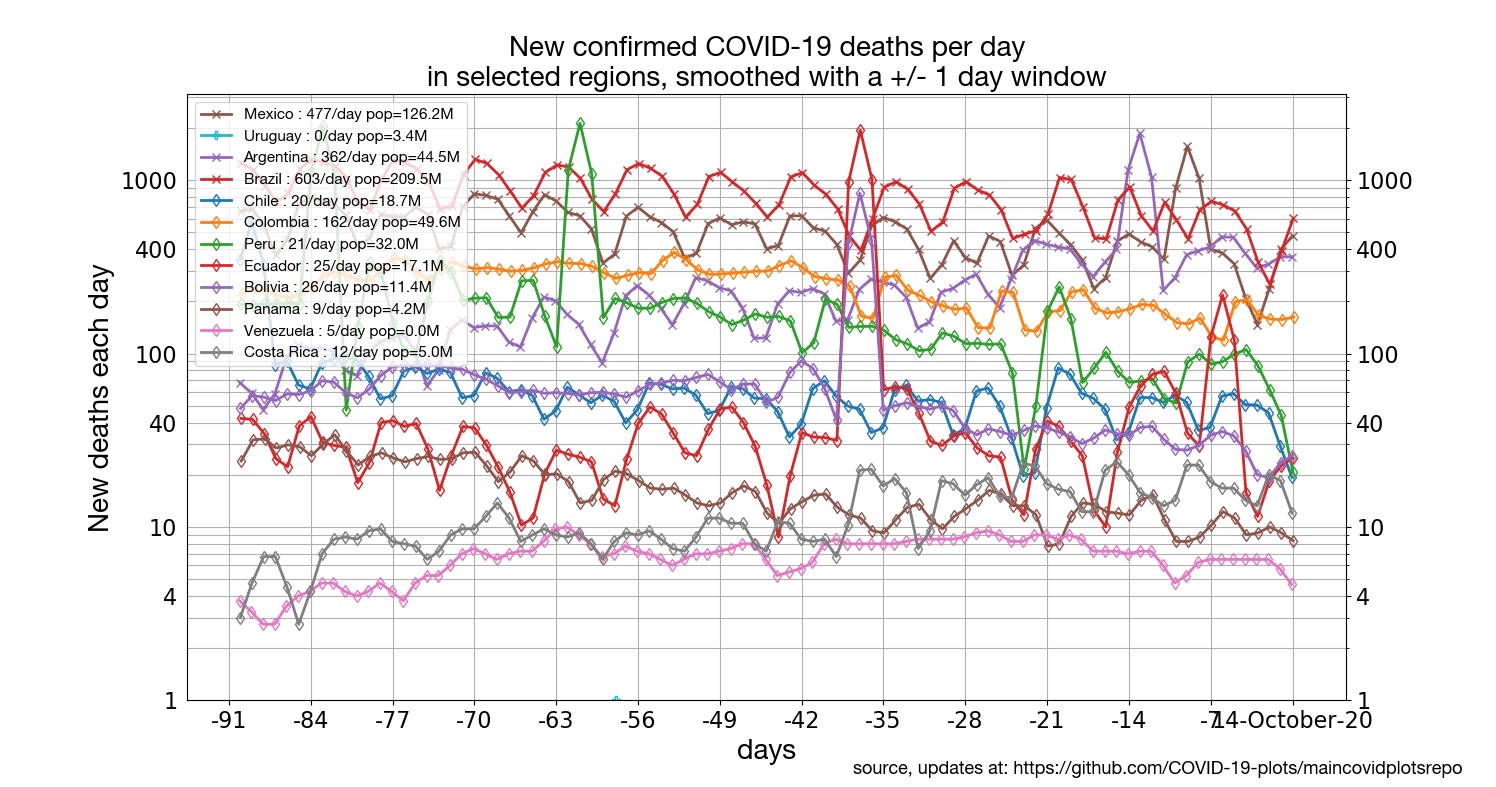 New confirmed COVID-19 deaths per day
in selected regions, smoothed with a +/- 1 day window
Mexico : 477/day pop=126.2M
Uruguay : 0/day pop=3.4M
Argentina : 362/day pop=44.5M
Brazil : 603/day pop=209.5M
Chile : 20/day pop=18.7M
Colombia : 162/day pop=49.6M
Peru : 21/day pop=32.0M
Ecuador : 25/day pop=17.1M
Bolivia : 26/day pop=11.4M
Panama : 9/day pop=4.2M
Venezuela : 5/day pop=0.0M
Costa Rica : 12/day pop=5.0M
New deaths each day
1000
400
100
40
10
4
1
1000
400
100
40
10
4
1
-91 -84 -77 -70 -63 -56 -49 -42 -35 -28 -21 -14 -7 14-October-20
days
source, updates at: https://github.com/COVID-19-plots/maincovidplotsrepo